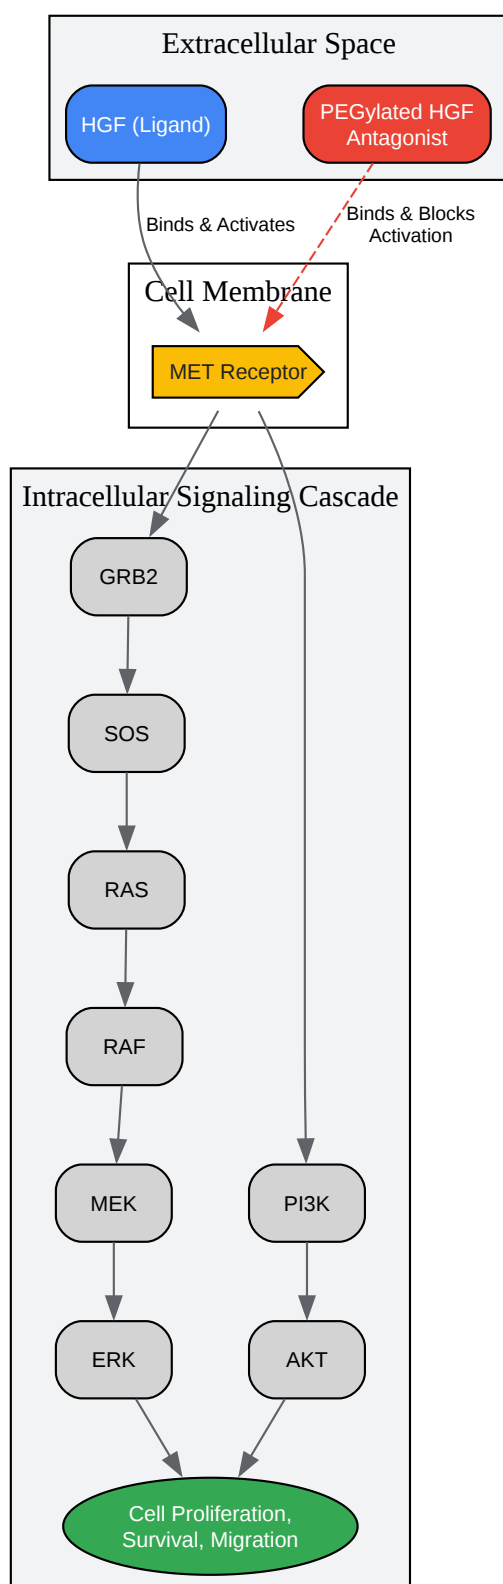 Extracellular Space
HGF (Ligand)
PEGylated HGF
Antagonist
Binds & Activates
Binds & Blocks
Activation
Cell Membrane
MET Receptor
Intracellular Signaling Cascade
GRB2
SOS
RAS
RAF
MEK
PI3K
ERK
AKT
Cell Proliferation,
Survival, Migration